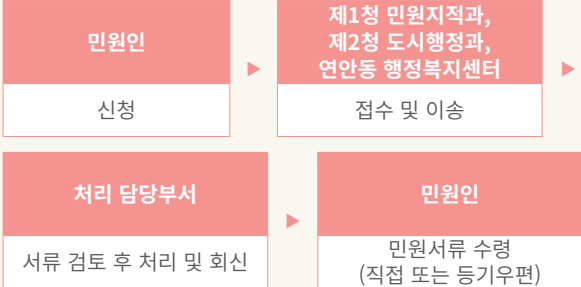 민원인
신청
제1청 민원지적과,
제2청 도시행정과,
연안동 행정복지센터
접수 및 이송
처리 담당부서
서류 검토 후 처리 및 회신
민원인
민원서류 수령
(직접 또는 등기우편)